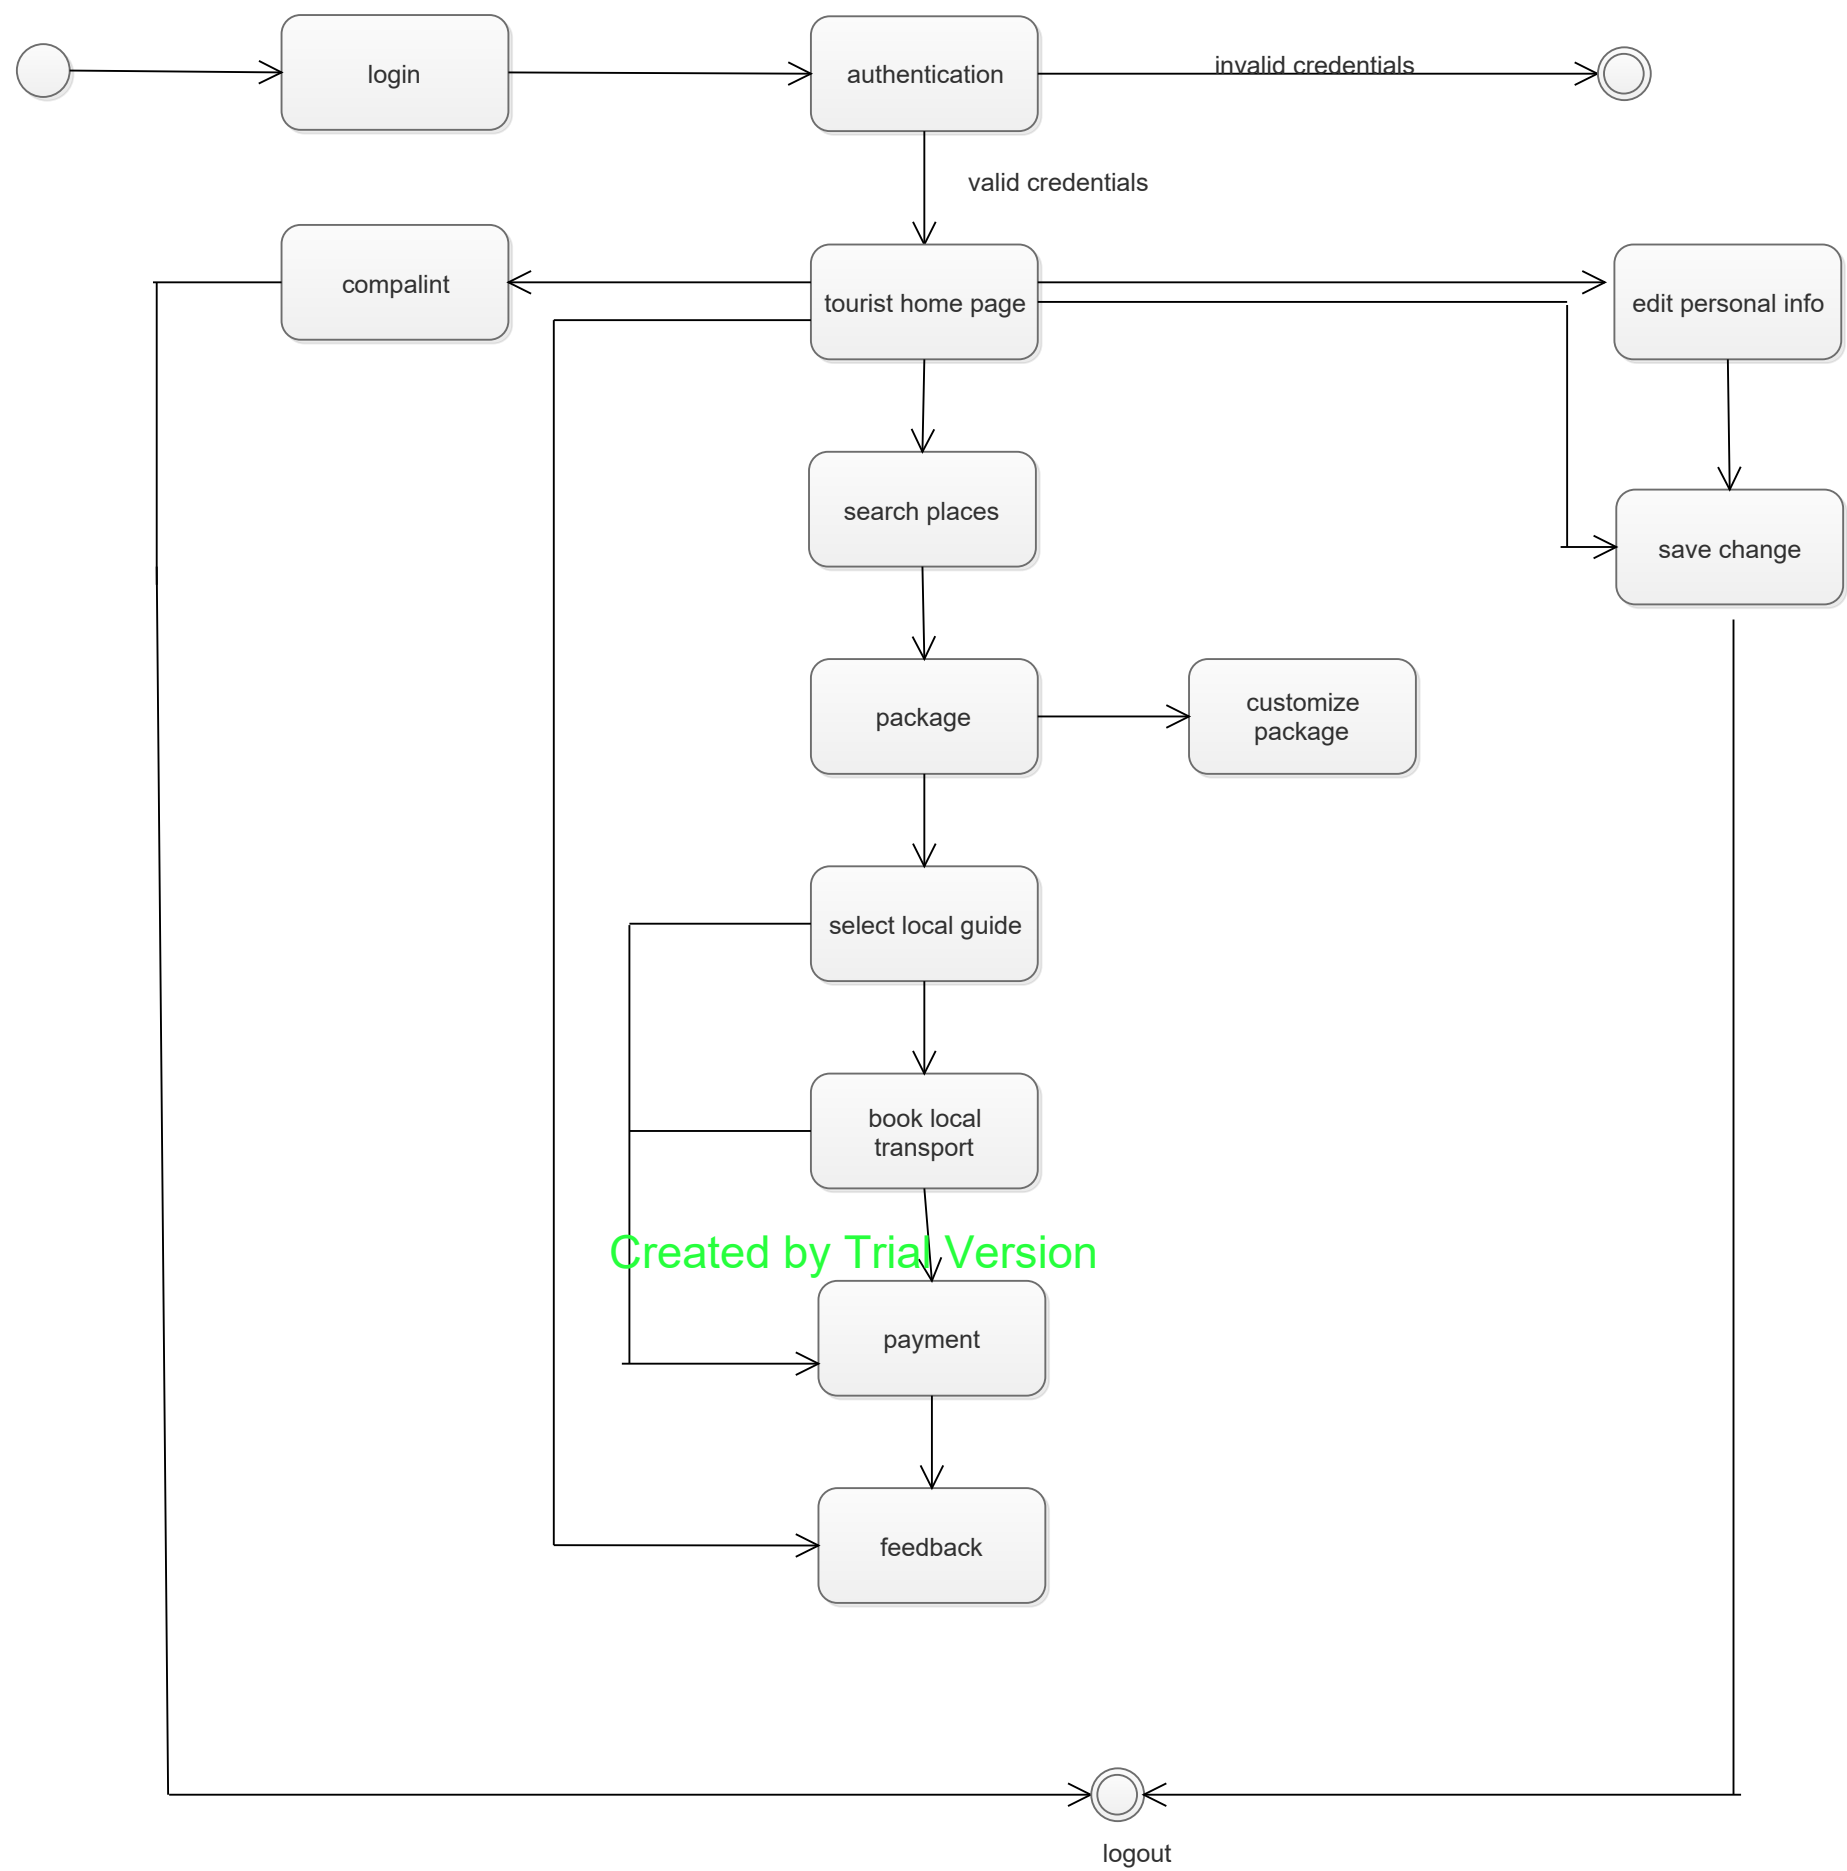 login
authentication
invalid credentials
valid credentials
compalint
tourist home page
edit personal info
search places
save change
package
customize
package
select local guide
book local
transport
Created by Trial Version
payment
feedback
logout